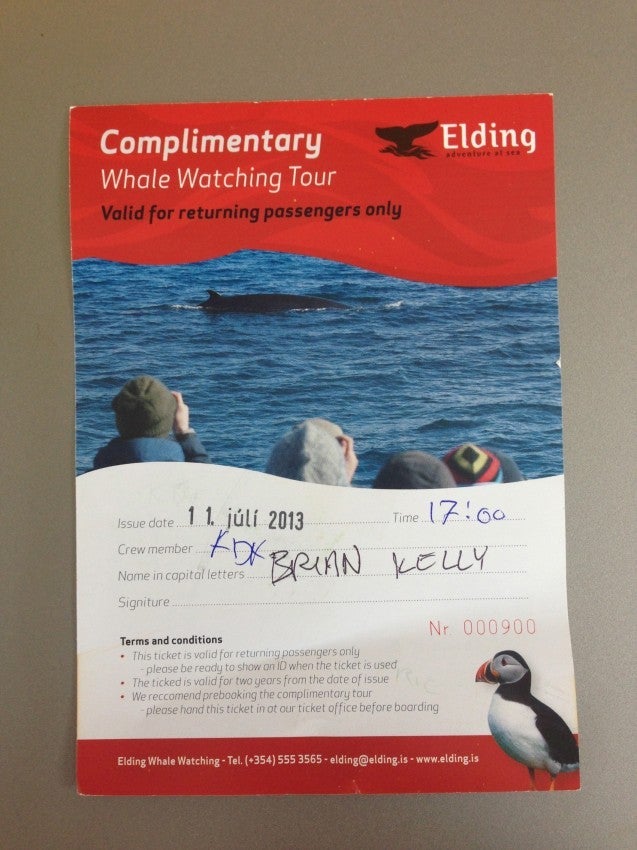 Complimentary
Elding
adventure at sea
Whale Watching Tour
Valid for returning passengers only
Issue date 11. júlí 2013 Time 17:00
Crew member KDK
Name in capital letters BRIAN KELLY
Signiture
Nr. 000900
Terms and conditions
• This ticket is valid for returning passengers only
- please be ready to show an ID when the ticket is used
• The ticked is valid for two years from the date of issue
• We reccomend prebooking the complimentary tour
- please hand this ticket in at our ticket office before boarding
Elding Whale Watching - Tel. (+354) 555 3565 - elding@elding.is - www.elding.is